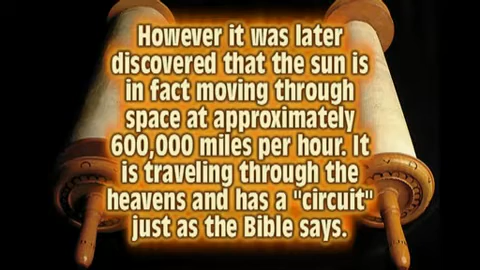 However it was later
discovered that the sun is
in fact moving through
space at approximately
600,000 miles per hour. It
is traveling through the
heavens and has a "circuit"
just as the Bible says.